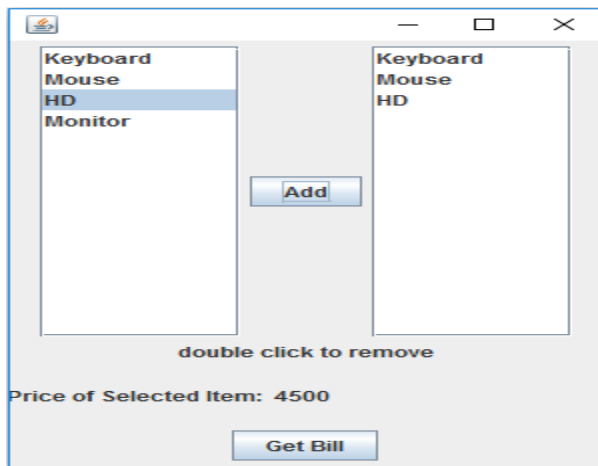 Keyboard
Mouse
HD
Monitor
Add
Keyboard
Mouse
HD
double click to remove
Price of Selected Item: 4500
Get Bill